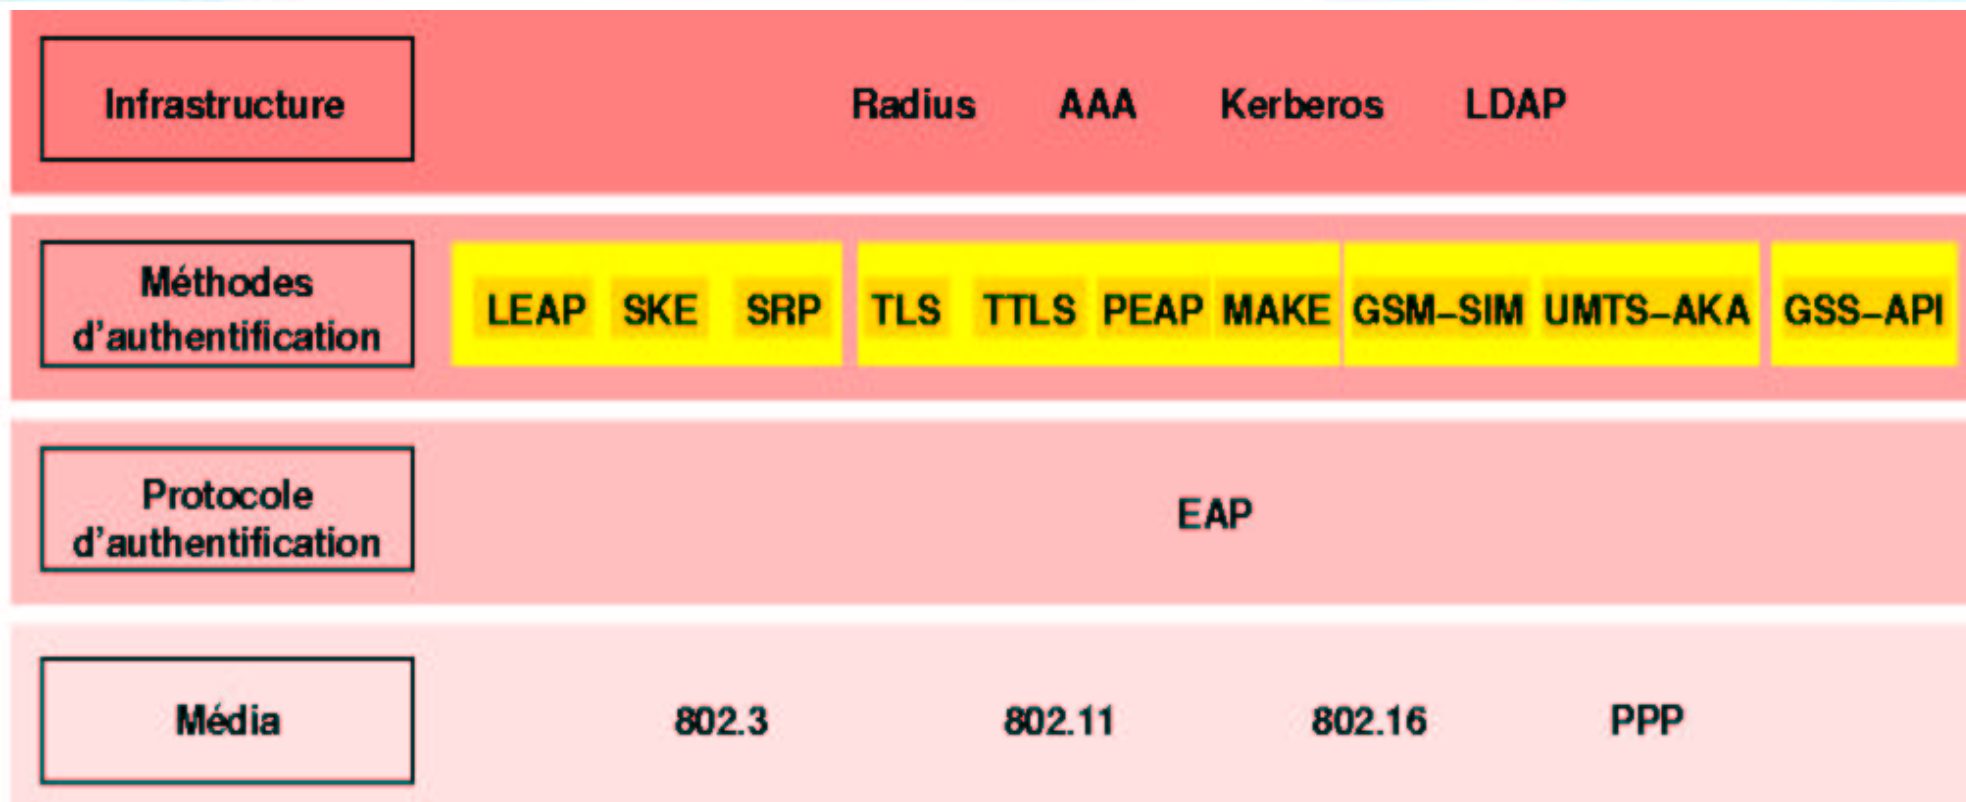 Infrastructure
Radius AAA Kerberos LDAP
Méthodes
d'authentification
LEAP SKE SRP TLS TTLS PEAP MAKE GSM–SIM UMTS–AKA GSS–API
Protocole
d'authentification
EAP
Média
802.3 802.11 802.16 PPP